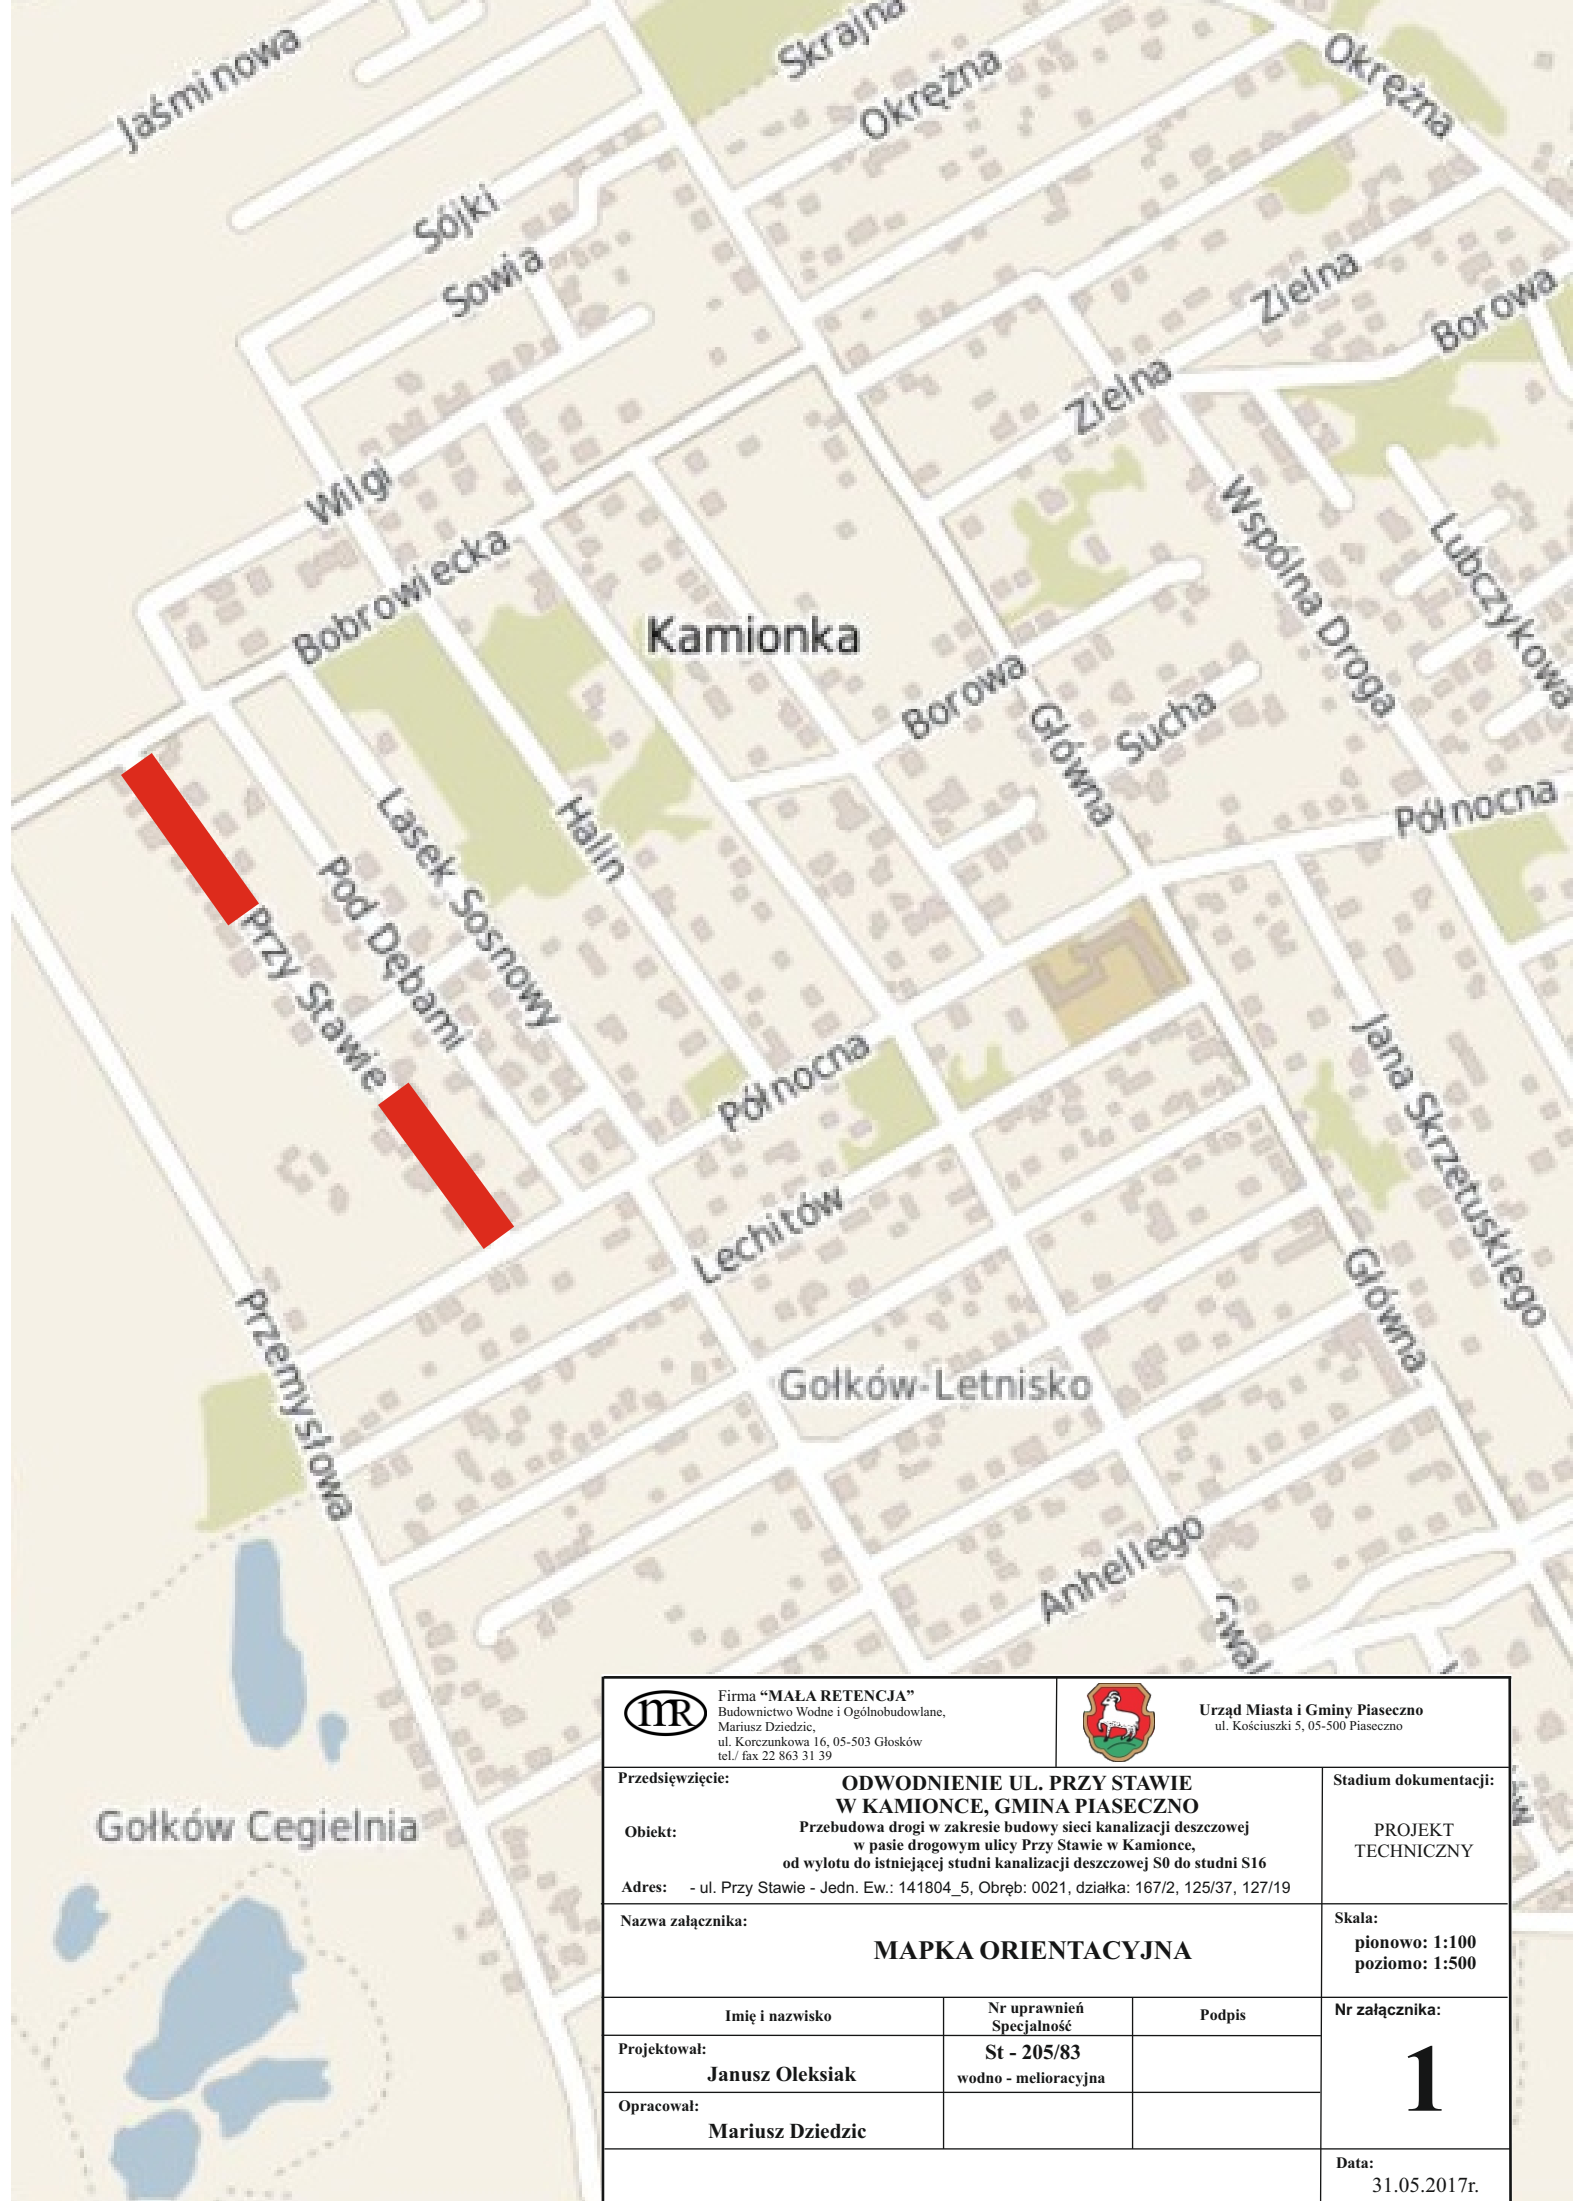 Jaśminowa
Skrajna
Okrężna
Okrężna
Sójki
Sowia
Zielna
Borowa
Zielna
Wilgi
Bobrowiecka
Wspólna Droga
Lubczykowa
Kamionka
Borowa
Główna
Sucha
Północna
Lasek Sosnowy
Halin
Pod Dębami
Przy Stawie
Północna
Jana Skrzetuskiego
Lechitów
Główna
Przemysłowa
Gołków-Letnisko
Anhellego
Gołków Cegielnia
mR
Firma “MAŁA RETENCJA”
Budownictwo Wodne i Ogólnobudowlane,
Mariusz Dziedzic,
ul. Korczunkowa 16, 05-503 Głosków
tel./ fax 22 863 31 39
Urząd Miasta i Gminy Piaseczno
ul. Kościuszki 5, 05-500 Piaseczno
Przedsięwzięcie:
ODWODNIENIE UL. PRZY STAWIE
W KAMIONCE, GMINA PIASECZNO
Obiekt:
Przebudowa drogi w zakresie budowy sieci kanalizacji deszczowej
w pasie drogowym ulicy Przy Stawie w Kamionce,
od wylotu do istniejącej studni kanalizacji deszczowej S0 do studni S16
Adres: - ul. Przy Stawie - Jedn. Ew.: 141804_5, Obręb: 0021, działka: 167/2, 125/37, 127/19
Stadium dokumentacji:
PROJEKT
TECHNICZNY
Nazwa załącznika:
MAPKA ORIENTACYJNA
Skala:
pionowo: 1:100
poziomo: 1:500
Imię i nazwisko
Nr uprawnień
Specjalność
Podpis
Nr załącznika:
1
Projektował:
Janusz Oleksiak
St - 205/83
wodno - melioracyjna
Opracował:
Mariusz Dziedzic
Data:
31.05.2017r.